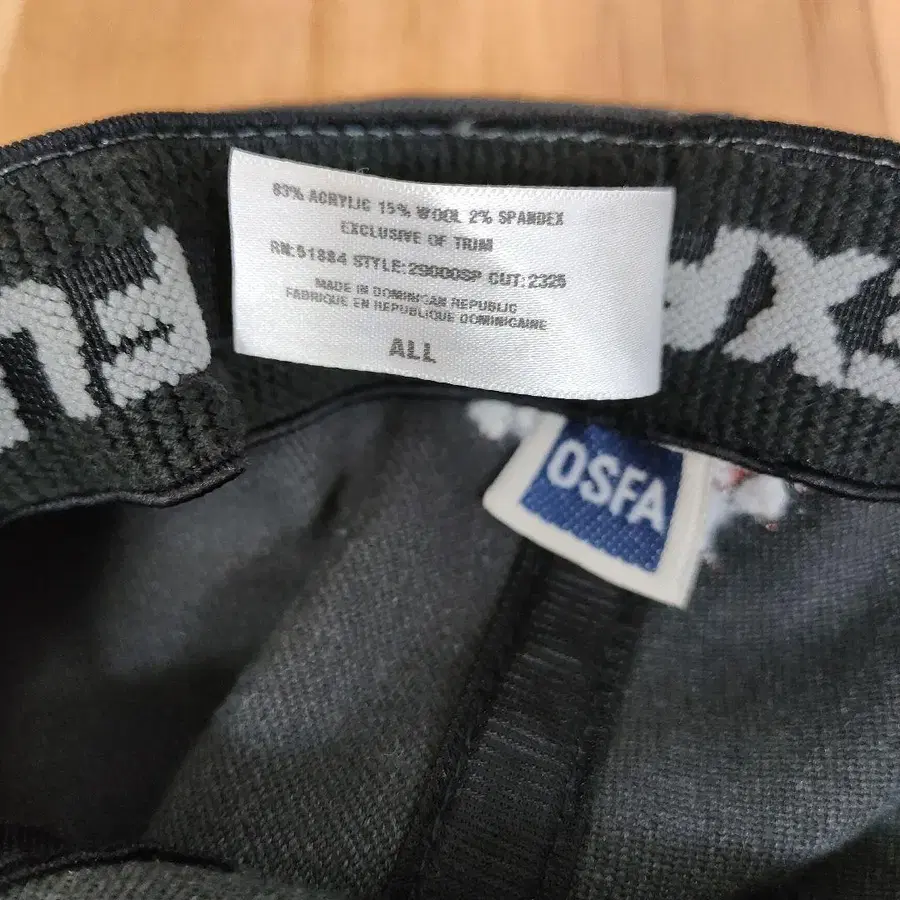 83% ACRYLIC 15% WOOL 2% SPANDEX
EXCLUSIVE OF TRIM
RN:51884 STYLE:29000SP CUT:2325
MADE IN DOMINICAN REPUBLIC
FABRIQUE EN REPUBLIQUE DOMINICAINE
ALL
OSFA